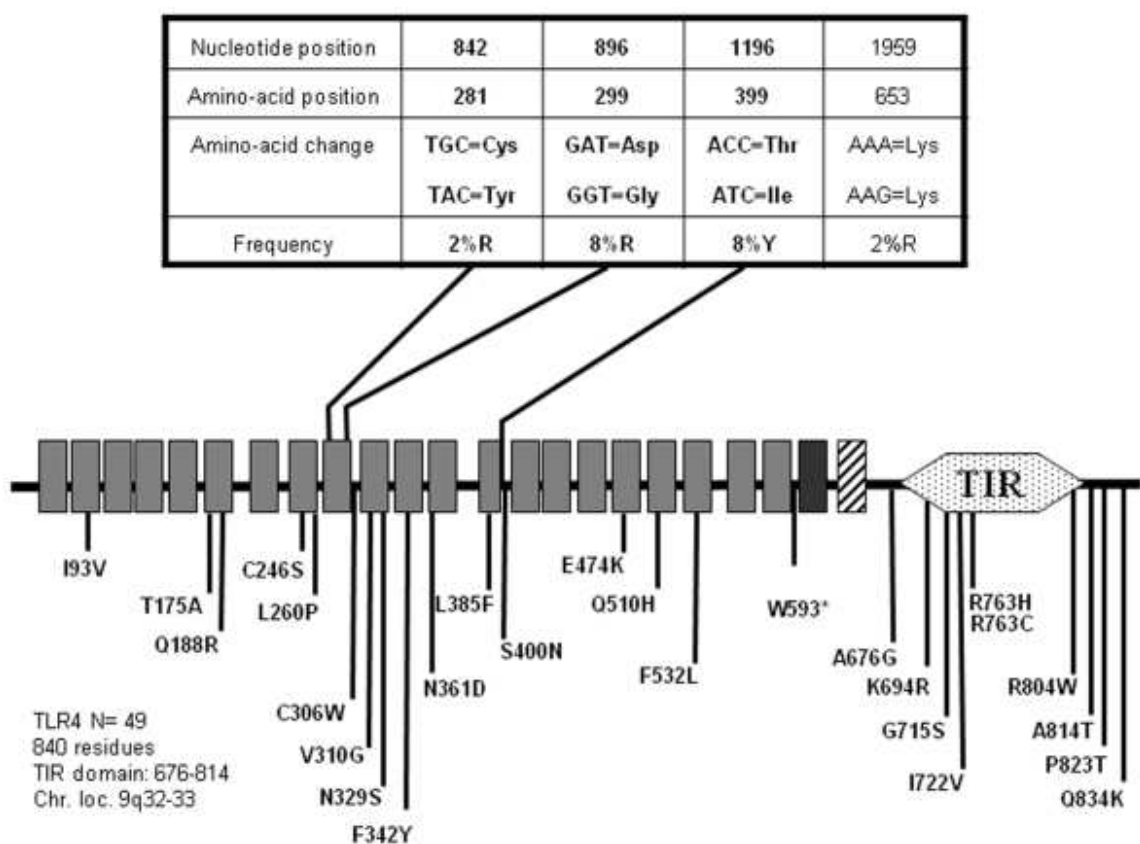 Nucleotide position 842 896 1196 1959
Amino-acid position 281 299 399 653
Amino-acid change TGC=Cys GAT=Asp ACC=Thr AAA=Lys
TAC=Tyr GGT=Gly ATC=Ile AAG=Lys
Frequency 2%R 8%R 8%Y 2%R
TIR
I93V
T175A
Q188R
C246S
L260P
C306W
V310G
N329S
F342Y
N361D
L385F
S400N
E474K
Q510H
F532L
W593*
A676G
K694R
G715S
I722V
R763H
R763C
R804W
A814T
P823T
Q834K
TLR4 N= 49
840 residues
TIR domain: 676-814
Chr. loc. 9q32-33